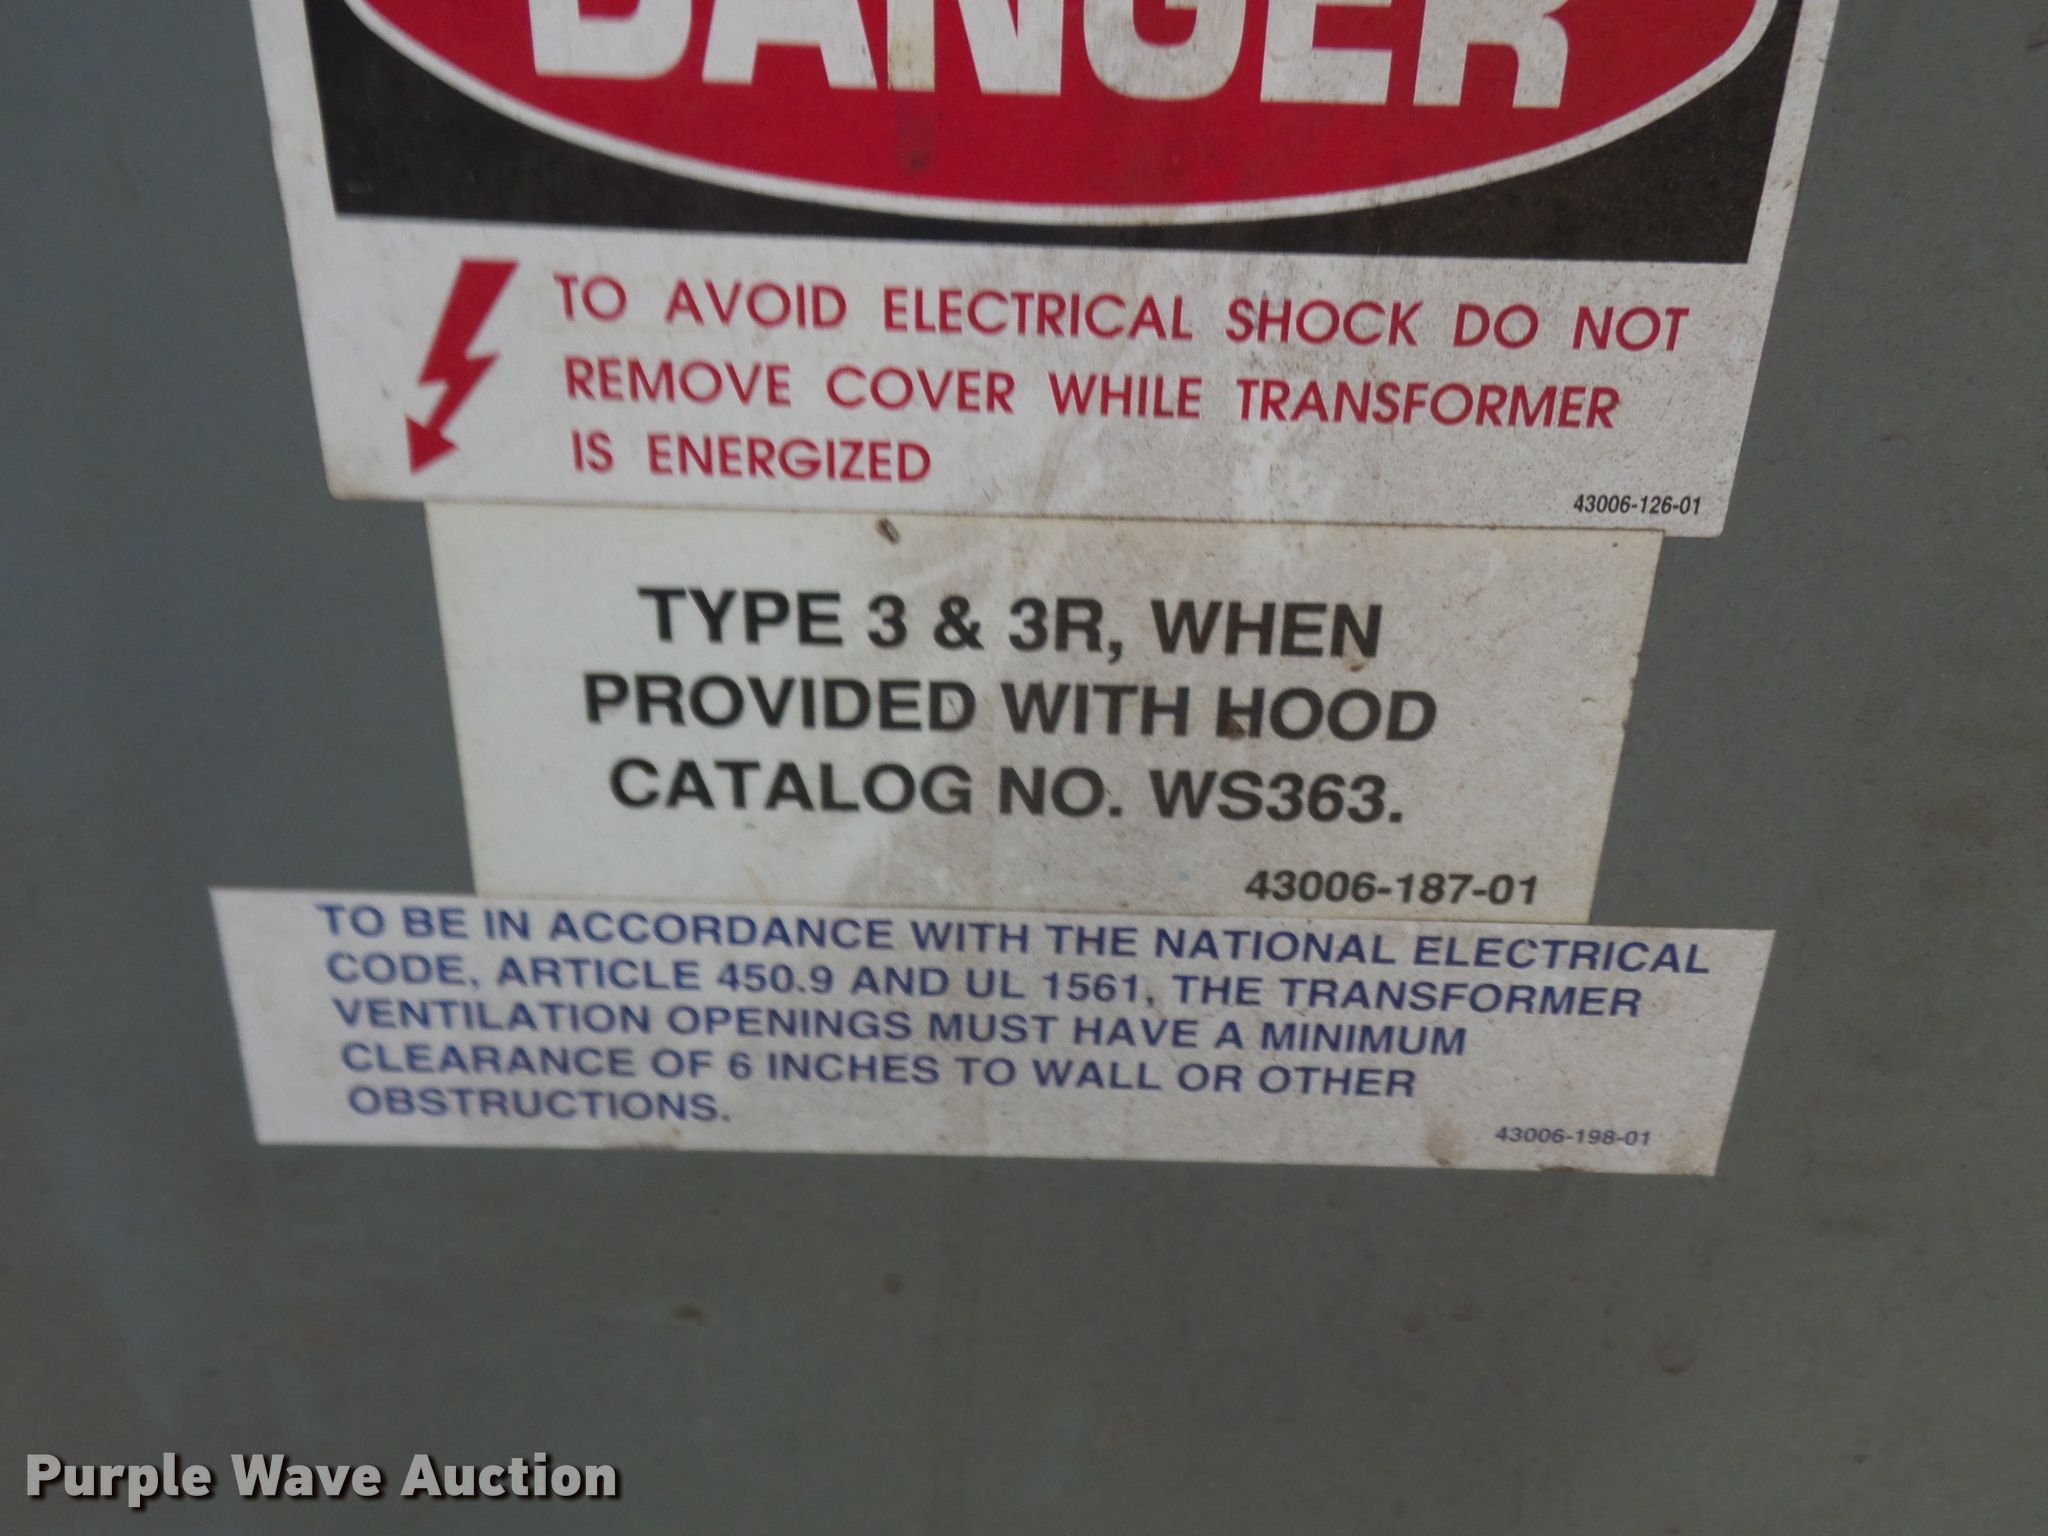 DANGER
TO AVOID ELECTRICAL SHOCK DO NOT
REMOVE COVER WHILE TRANSFORMER
IS ENERGIZED
43006-126-01
TYPE 3 & 3R, WHEN
PROVIDED WITH HOOD
CATALOG NO. WS363.
43006-187-01
TO BE IN ACCORDANCE WITH THE NATIONAL ELECTRICAL
CODE, ARTICLE 450.9 AND UL 1561, THE TRANSFORMER
VENTILATION OPENINGS MUST HAVE A MINIMUM
CLEARANCE OF 6 INCHES TO WALL OR OTHER
OBSTRUCTIONS.
43006-198-01
Purple Wave Auction